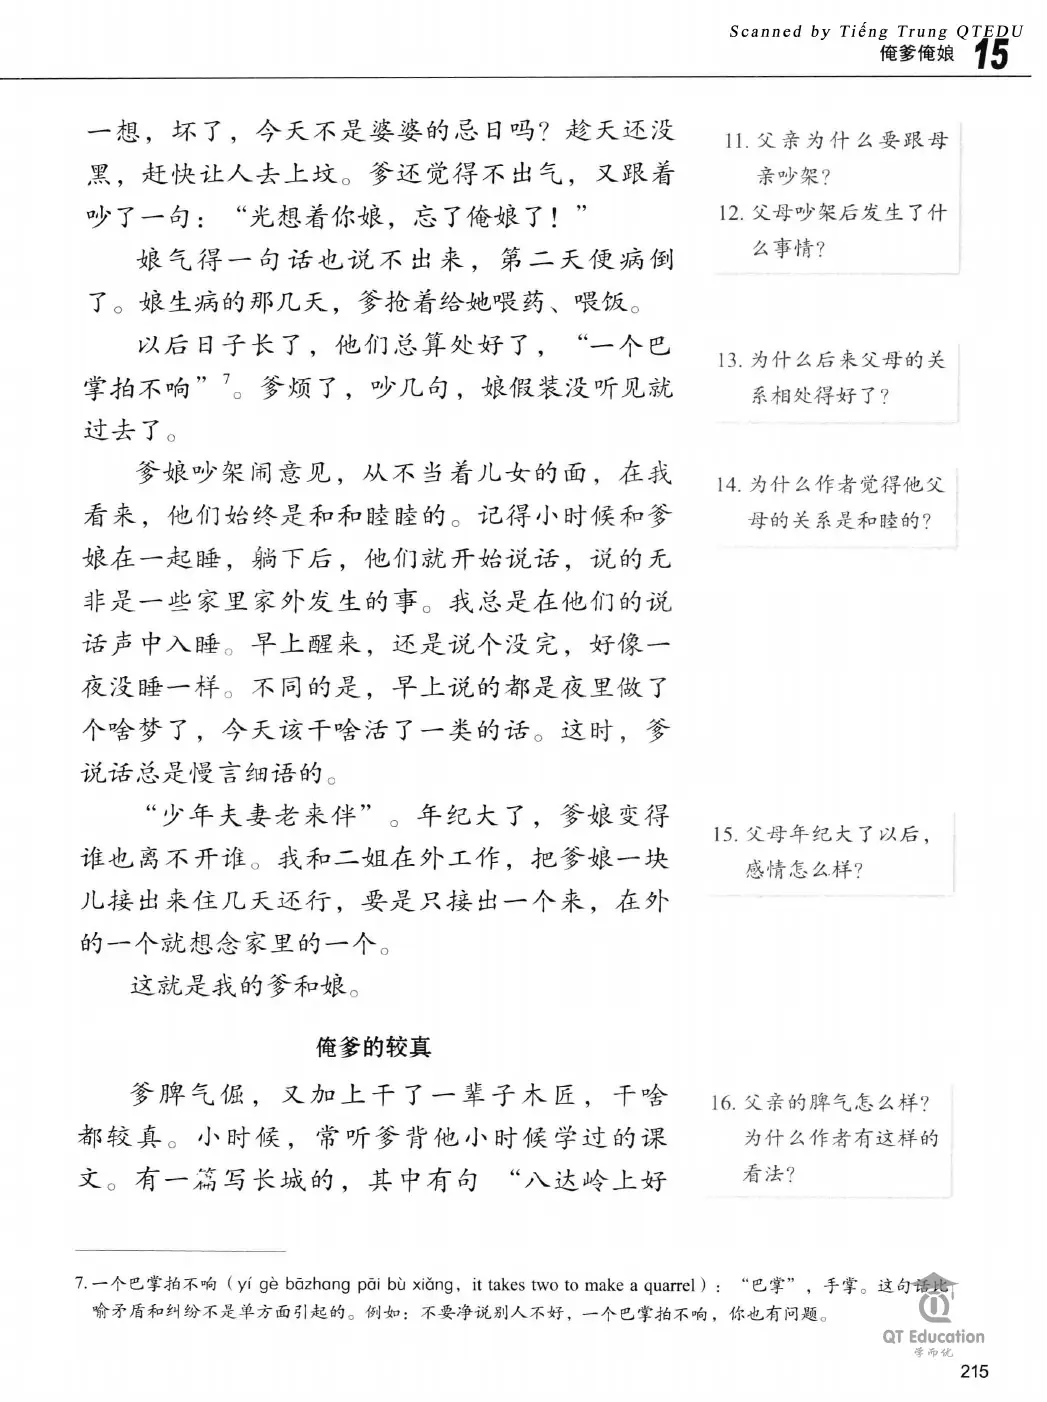 Scanned by Tiếng Trung QTEDU
俺爹俺娘 15
一想，坏了，今天不是婆婆的忌日吗？趁天还没
黑，赶快让人去上坟。爹还觉得不出气，又跟着
吵了一句：“光想着你娘，忘了俺娘了！”
娘气得一句话也说不出来，第二天便病倒
了。娘生病的那几天，爹抢着给她喂药、喂饭。
以后日子长了，他们总算处好了，“一个巴
掌拍不响”7。爹烦了，吵几句，娘假装没听见就
过去了。
爹娘吵架闹意见，从不当着儿女的面，在我
看来，他们始终是和和睦睦的。记得小时候和爹
娘在一起睡，躺下后，他们就开始说话，说的无
非是一些家里家外发生的事。我总是在他们的说
话声中入睡。早上醒来，还是说个没完，好像一
夜没睡一样。不同的是，早上说的都是夜里做了
个啥梦了，今天该干啥活了一类的话。这时，爹
说话总是慢言细语的。
“少年夫妻老来伴”。年纪大了，爹娘变得
谁也离不开谁。我和二姐在外工作，把爹娘一块
儿接出来住几天还行，要是只接出一个来，在外
的一个就想念家里的一个。
这就是我的爹和娘。
俺爹的较真
爹脾气倔，又加上干了一辈子木匠，干啥
都较真。小时候，常听爹背他小时候学过的课
文。有一篇写长城的，其中有句“八达岭上好
11. 父亲为什么要跟母
亲吵架？
12. 父母吵架后发生了什
么事情？
13. 为什么后来父母的关
系相处得好了？
14. 为什么作者觉得他父
母的关系是和睦的？
15. 父母年纪大了以后，
感情怎么样？
16. 父亲的脾气怎么样？
为什么作者有这样的
看法？
7. 一个巴掌拍不响（yí gè bāzhang pāi bù xiǎng，it takes two to make a quarrel）：“巴掌”，手掌。这句话比
喻矛盾和纠纷不是单方面引起的。例如：不要净说别人不好，一个巴掌拍不响，你也有问题。
QT Education
学而优
215